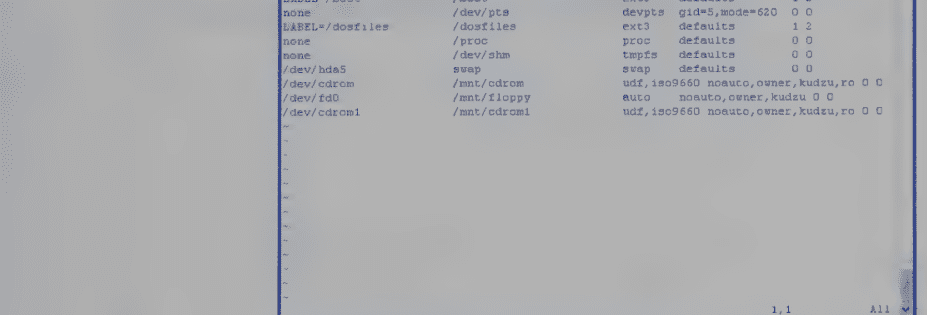 none /dev/pts devpts gid=5,mode=620 0 0
LABEL=/dosfiles /dosfiles ext3 defaults 1 2
none /proc proc defaults 0 0
none /dev/shm tmpfs defaults 0 0
/dev/hda5 swap swap defaults 0 0
/dev/cdrom /mnt/cdrom udf,iso9660 noauto,owner,kudzu,ro 0 0
/dev/fd0 /mnt/floppy auto noauto,owner,kudzu 0 0
/dev/cdrom1 /mnt/cdrom1 udf,iso9660 noauto,owner,kudzu,ro 0 0
~
~
~
~
~
~
~
~
~
~
~
~
~
1,1 All